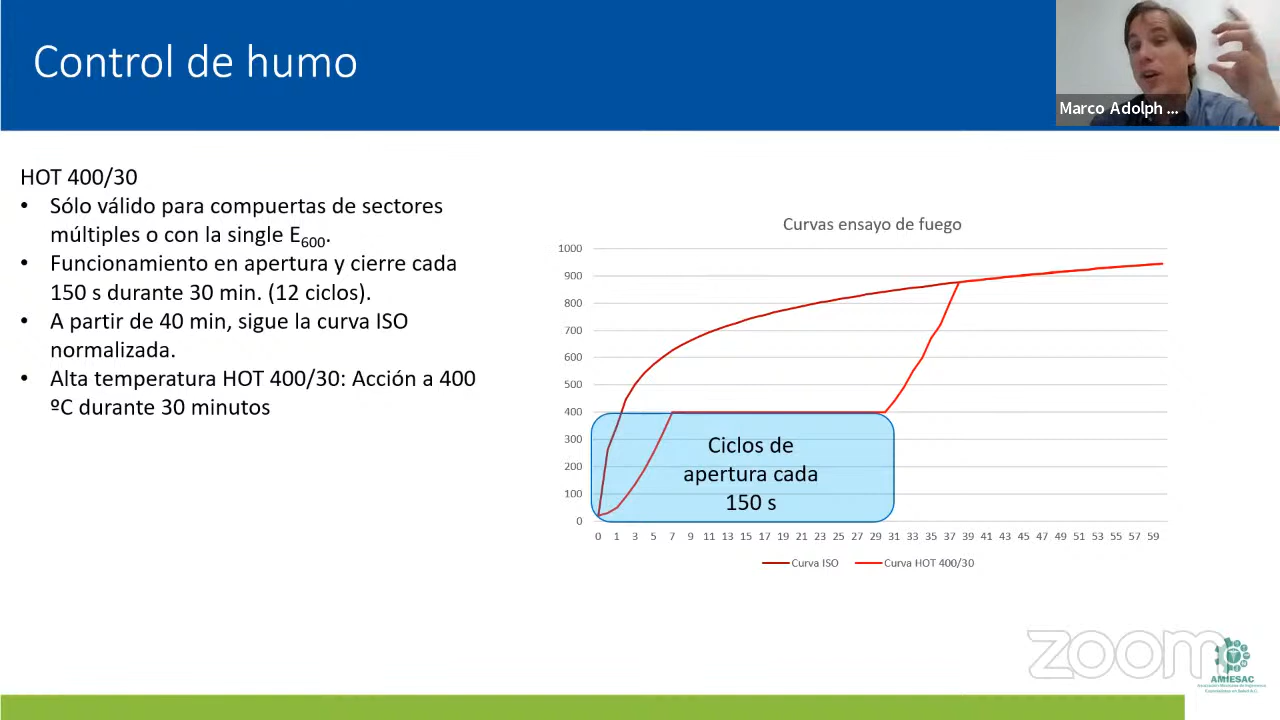 Control de humo
Marco Adolph ...
HOT 400/30
• Sólo válido para compuertas de sectores
múltiples o con la single E600.
• Funcionamiento en apertura y cierre cada
150 s durante 30 min. (12 ciclos).
• A partir de 40 min, sigue la curva ISO
normalizada.
• Alta temperatura HOT 400/30: Acción a 400
ºC durante 30 minutos
Curvas ensayo de fuego
1000
900
800
700
600
500
400
300
200
100
0
Ciclos de
apertura cada
150 s
0 1 3 5 7 9 11 13 15 17 19 21 23 25 27 29 31 33 35 37 39 41 43 45 47 49 51 53 55 57 59
Curva ISO Curva HOT 400/30
zoom
AMIESAC